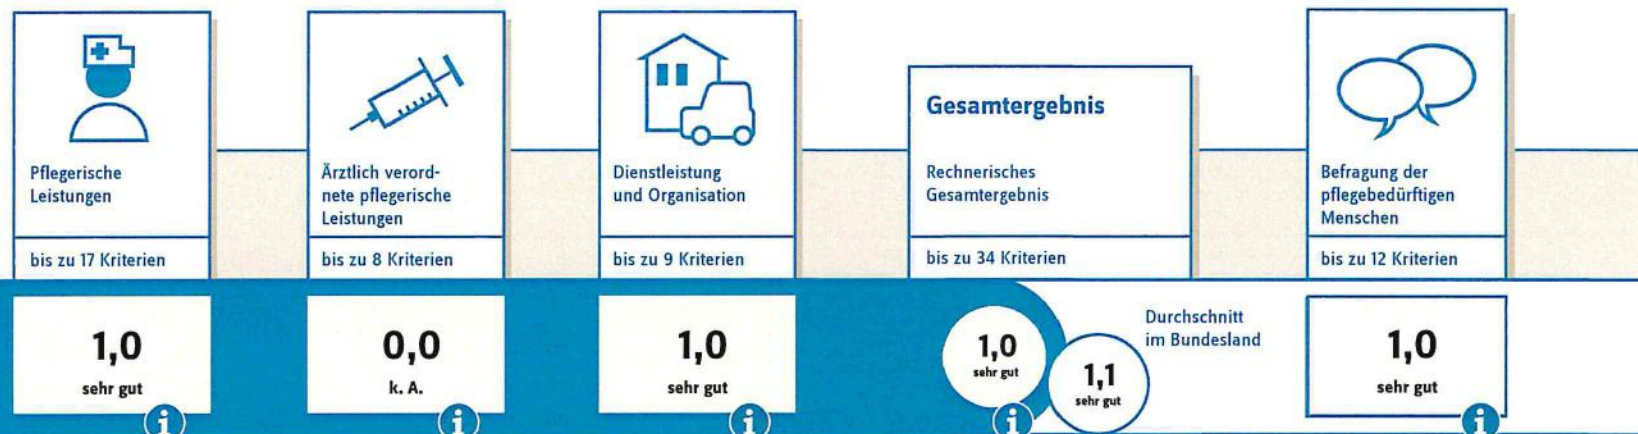 Pflegerische
Leistungen
bis zu 17 Kriterien
1,0
sehr gut
Ärztlich verord-
nete pflegerische
Leistungen
bis zu 8 Kriterien
0,0
k. A.
Dienstleistung
und Organisation
bis zu 9 Kriterien
1,0
sehr gut
Gesamtergebnis
Rechnerisches
Gesamtergebnis
bis zu 34 Kriterien
1,0
sehr gut
Durchschnitt
im Bundesland
1,1
sehr gut
Befragung der
pflegebedürftigen
Menschen
bis zu 12 Kriterien
1,0
sehr gut
i
i
i
i
i